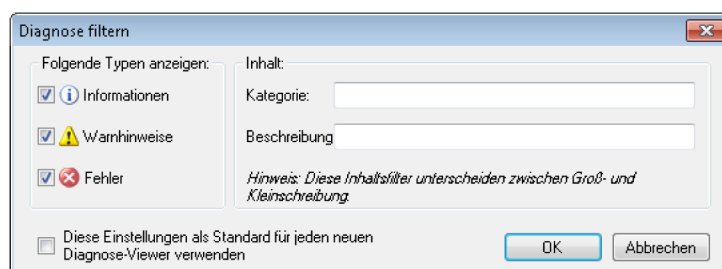 Diagnose filtern
Folgende Typen anzeigen:
Informationen
Warnhinweise
Fehler
Inhalt:
Kategorie:
Beschreibung
Hinweis: Diese Inhaltsfilter unterscheiden zwischen Groß- und
Kleinschreibung.
Diese Einstellungen als Standard für jeden neuen
Diagnose-Viewer verwenden
OK
Abbrechen